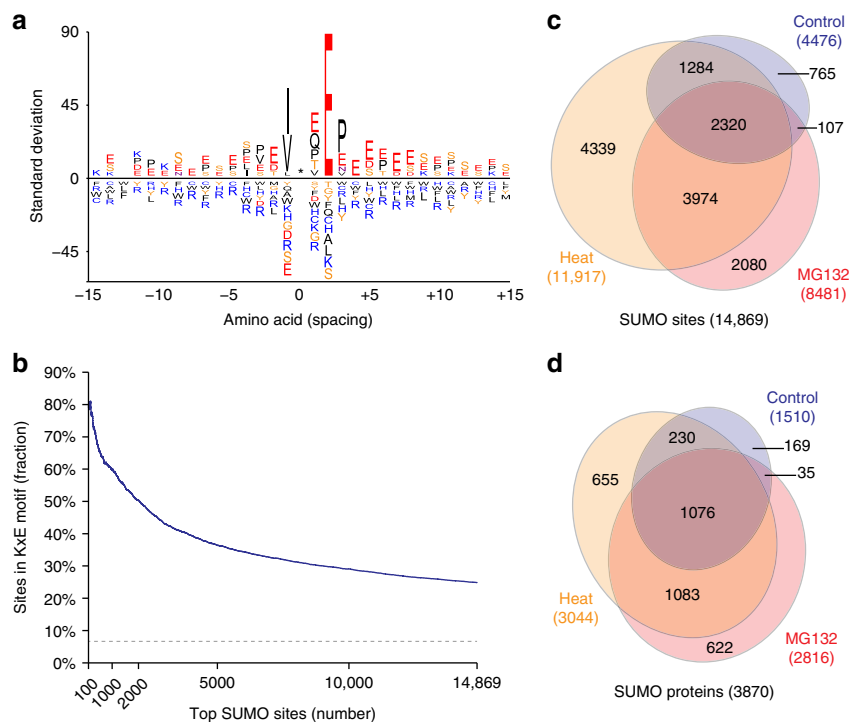 a
90
45
0
−45
Standard deviation
*
−15 −10 −5 0 +5 +10 +15
Amino acid (spacing)
b
90%
80%
70%
60%
50%
40%
30%
20%
10%
0%
Sites in KxE motif (fraction)
100 1000 2000 5000 10,000 14,869
Top SUMO sites (number)
c
Control
(4476)
1284
765
4339
2320
107
3974
2080
Heat
(11,917)
MG132
(8481)
SUMO sites (14,869)
d
Control
(1510)
230
169
655
35
1076
1083
Heat
(3044)
622
MG132
(2816)
SUMO proteins (3870)